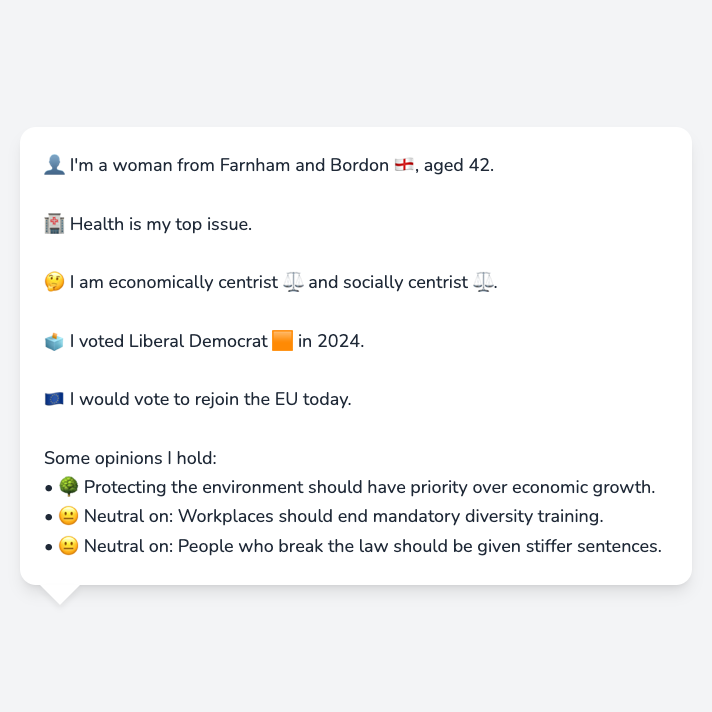 👤 I'm a woman from Farnham and Bordon 🏴󠁧󠁢󠁥󠁮󠁧󠁿, aged 42.
🏥 Health is my top issue.
🤔 I am economically centrist ⚖️ and socially centrist ⚖️.
🗳️ I voted Liberal Democrat 🟧 in 2024.
🇪🇺 I would vote to rejoin the EU today.
Some opinions I hold:
• 🌳 Protecting the environment should have priority over economic growth.
• 😐 Neutral on: Workplaces should end mandatory diversity training.
• 😐 Neutral on: People who break the law should be given stiffer sentences.